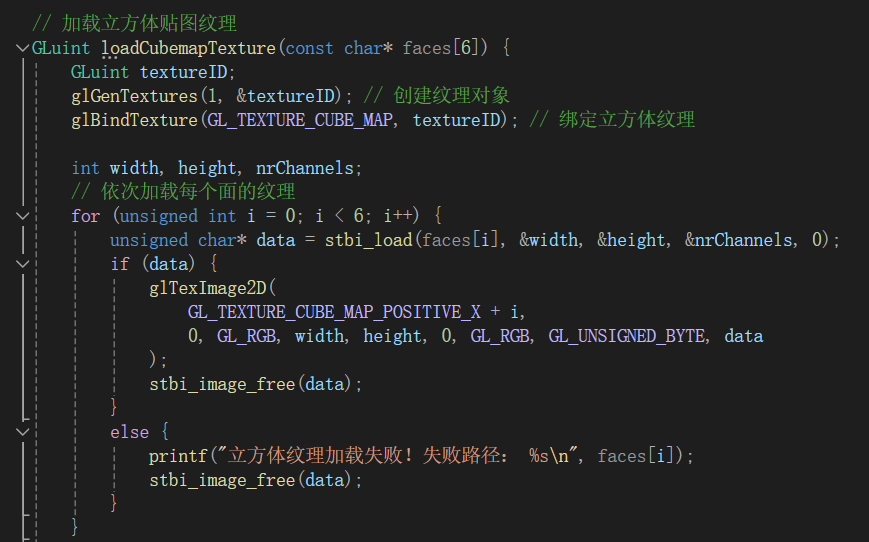 // 加载立方体贴图纹理
GLuint loadCubemapTexture(const char* faces[6]) {
GLuint textureID;
glGenTextures(1, &textureID); // 创建纹理对象
glBindTexture(GL_TEXTURE_CUBE_MAP, textureID); // 绑定立方体纹理
int width, height, nrChannels;
// 依次加载每个面的纹理
for (unsigned int i = 0; i < 6; i++) {
unsigned char* data = stbi_load(faces[i], &width, &height, &nrChannels, 0);
if (data) {
glTexImage2D(
GL_TEXTURE_CUBE_MAP_POSITIVE_X + i,
0, GL_RGB, width, height, 0, GL_RGB, GL_UNSIGNED_BYTE, data
);
stbi_image_free(data);
}
else {
printf("立方体纹理加载失败！失败路径： %s\n", faces[i]);
stbi_image_free(data);
}
}